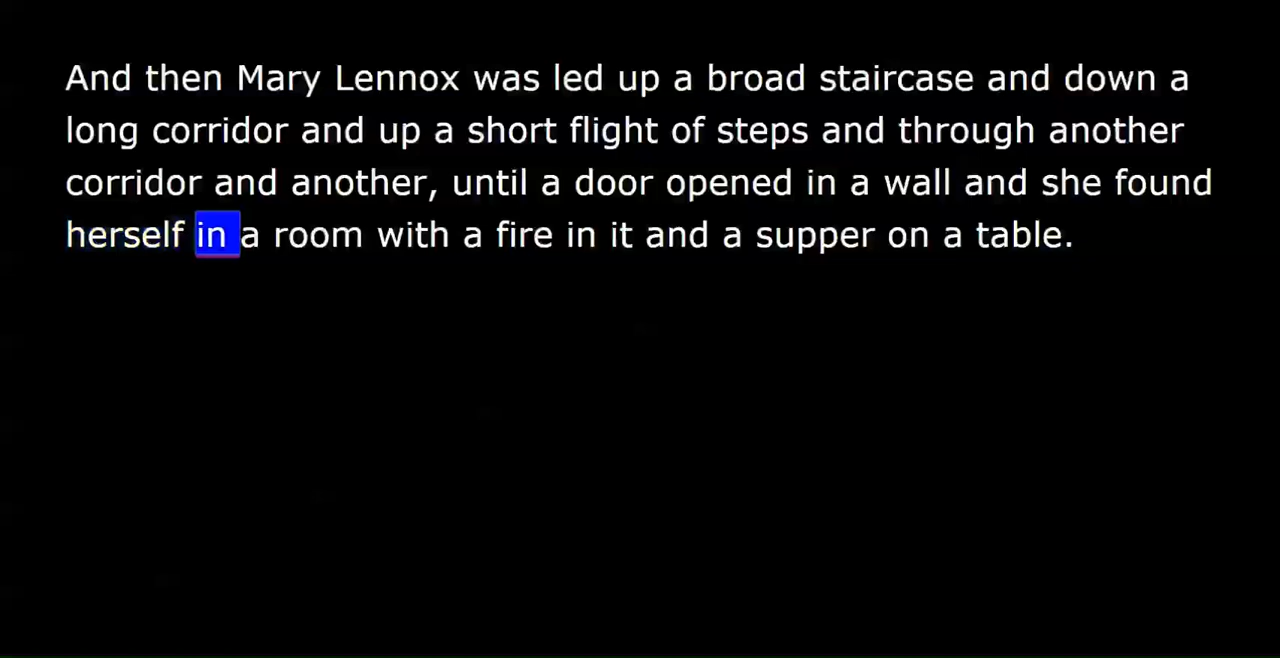 And then Mary Lennox was led up a broad staircase and down a
long corridor and up a short flight of steps and through another
corridor and another, until a door opened in a wall and she found
herself in a room with a fire in it and a supper on a table.